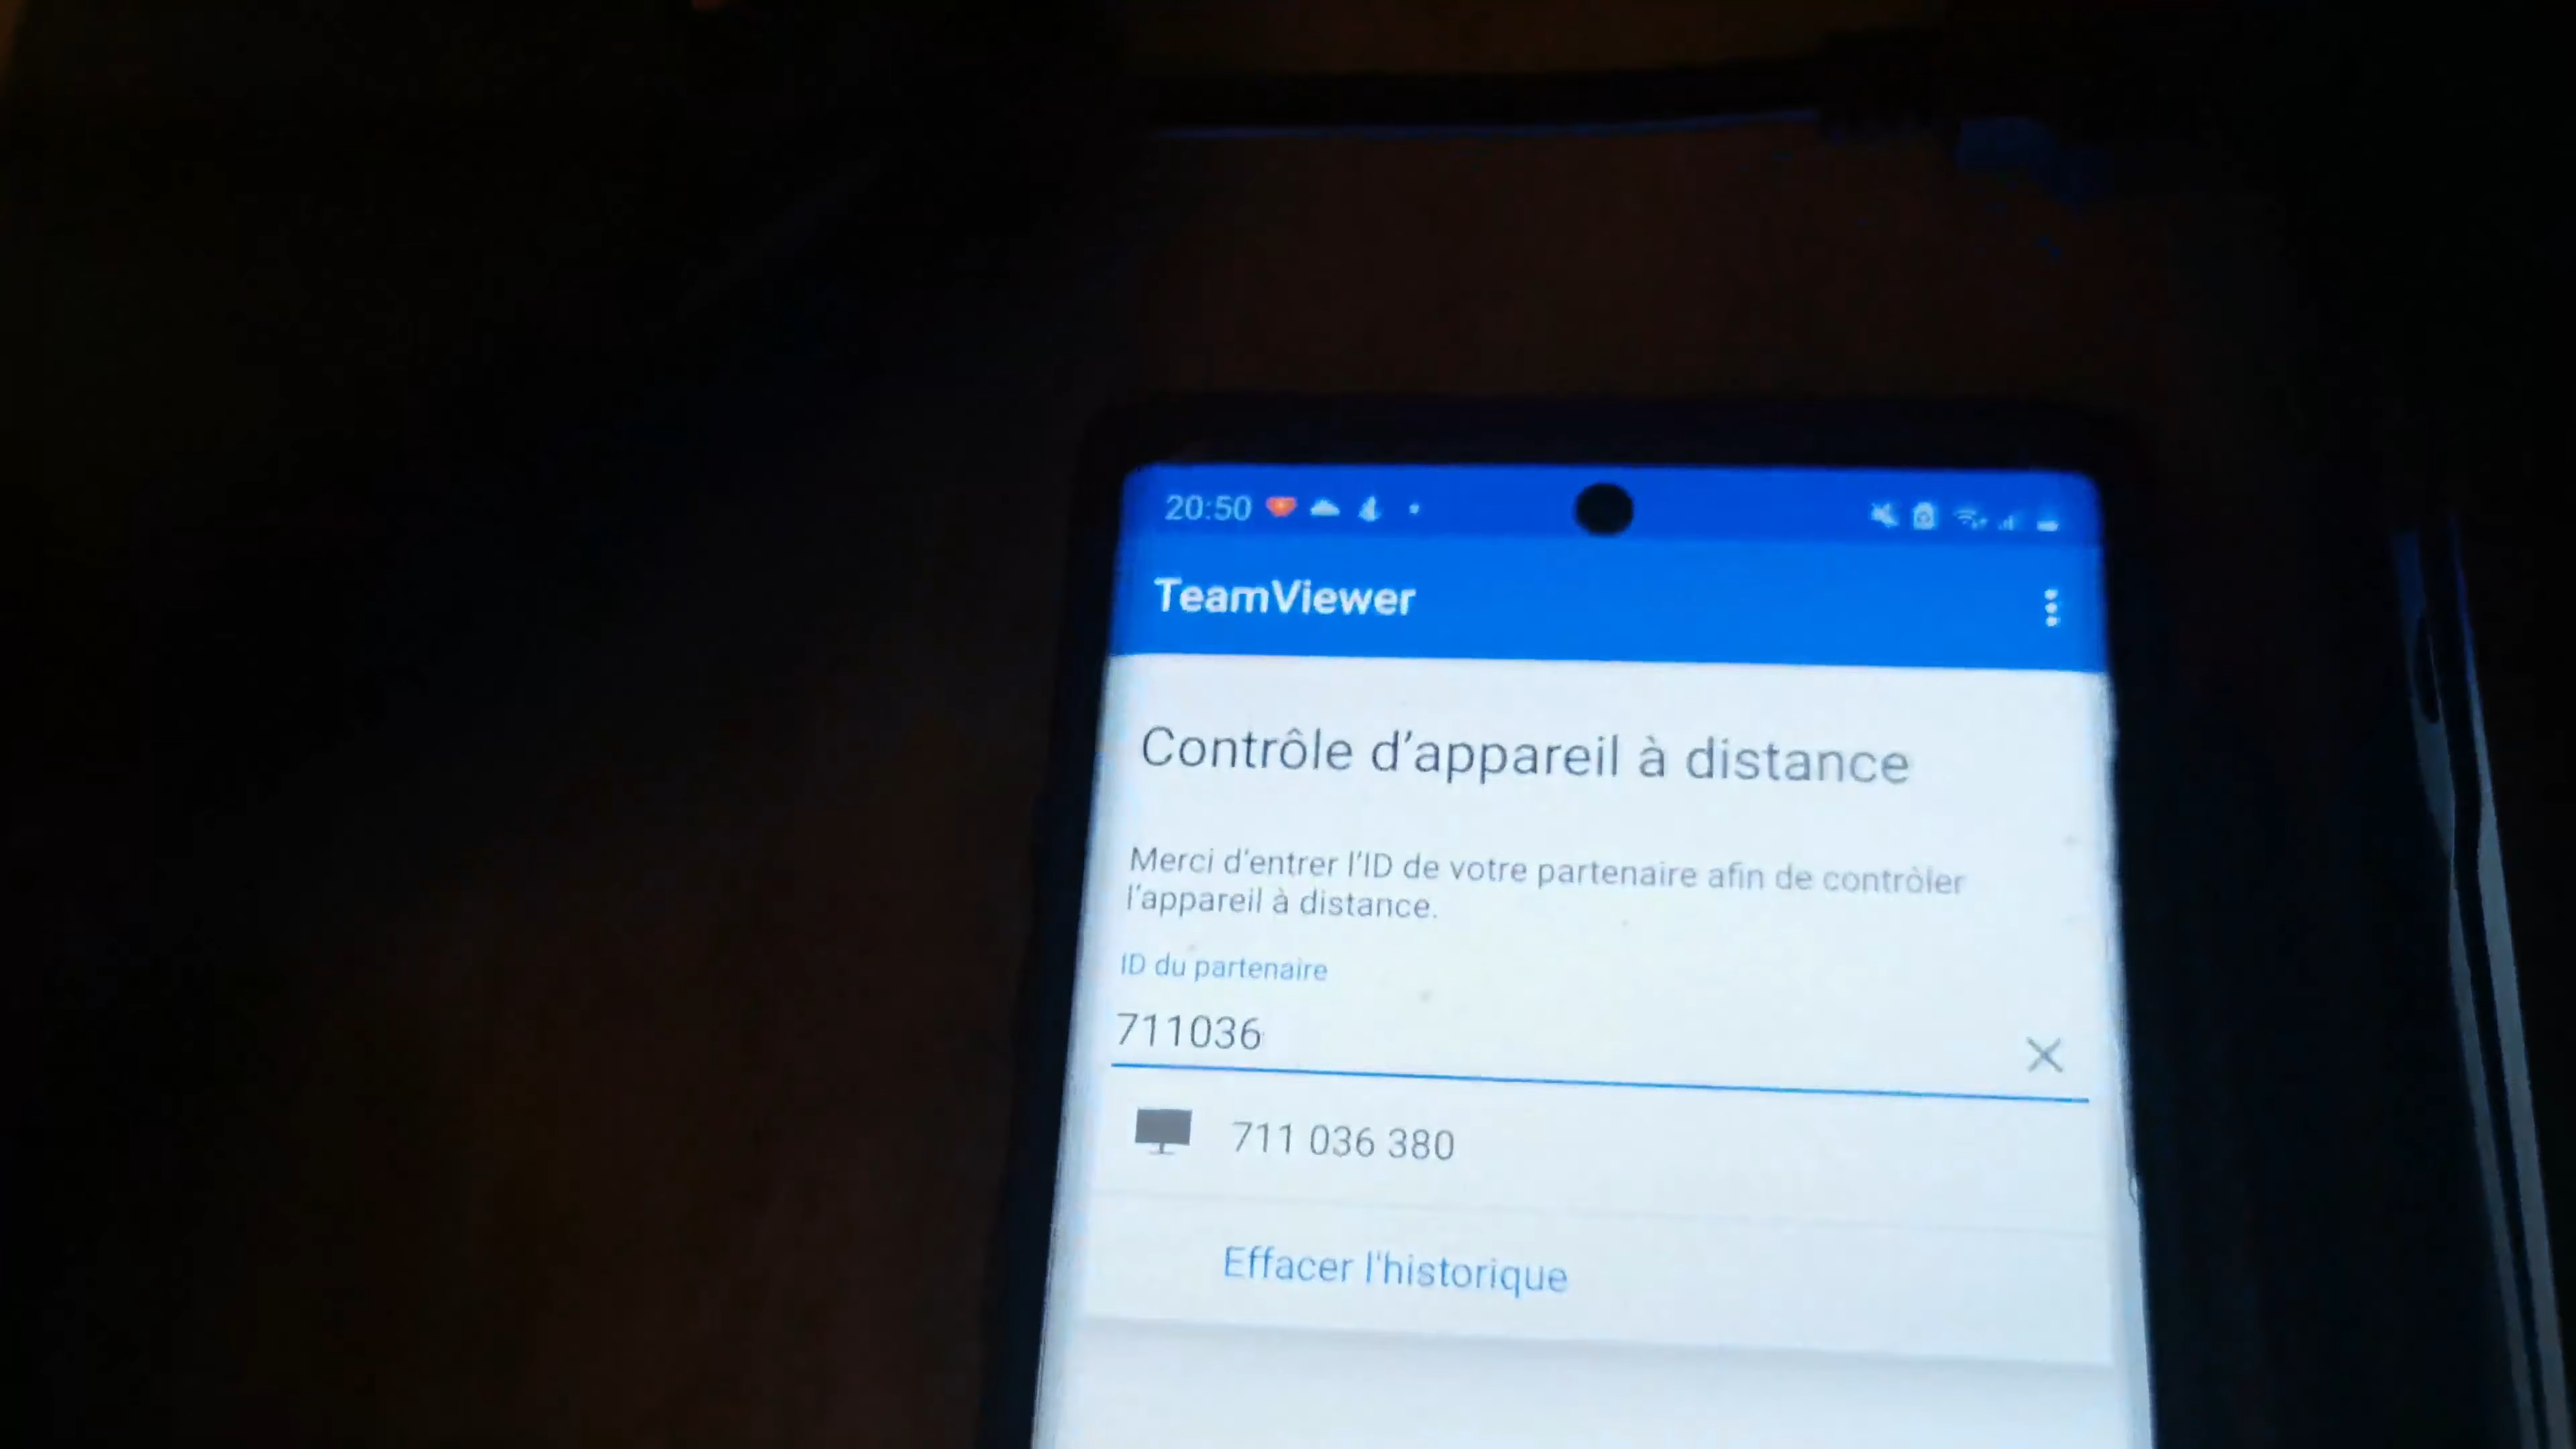 20:50
TeamViewer
Contrôle d'appareil à distance
Merci d'entrer l'ID de votre partenaire afin de contrôler
l'appareil à distance.
ID du partenaire
711036
711 036 380
Effacer l'historique